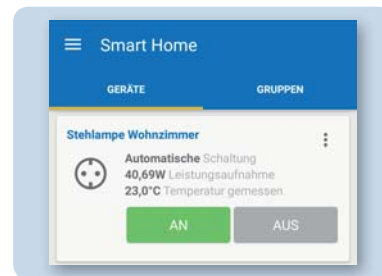 Smart Home
GERÄTE GRUPPEN
Stehlampe Wohnzimmer
Automatische Schaltung
40,69W Leistungsaufnahme
23,0°C Temperatur gemessen
AN AUS